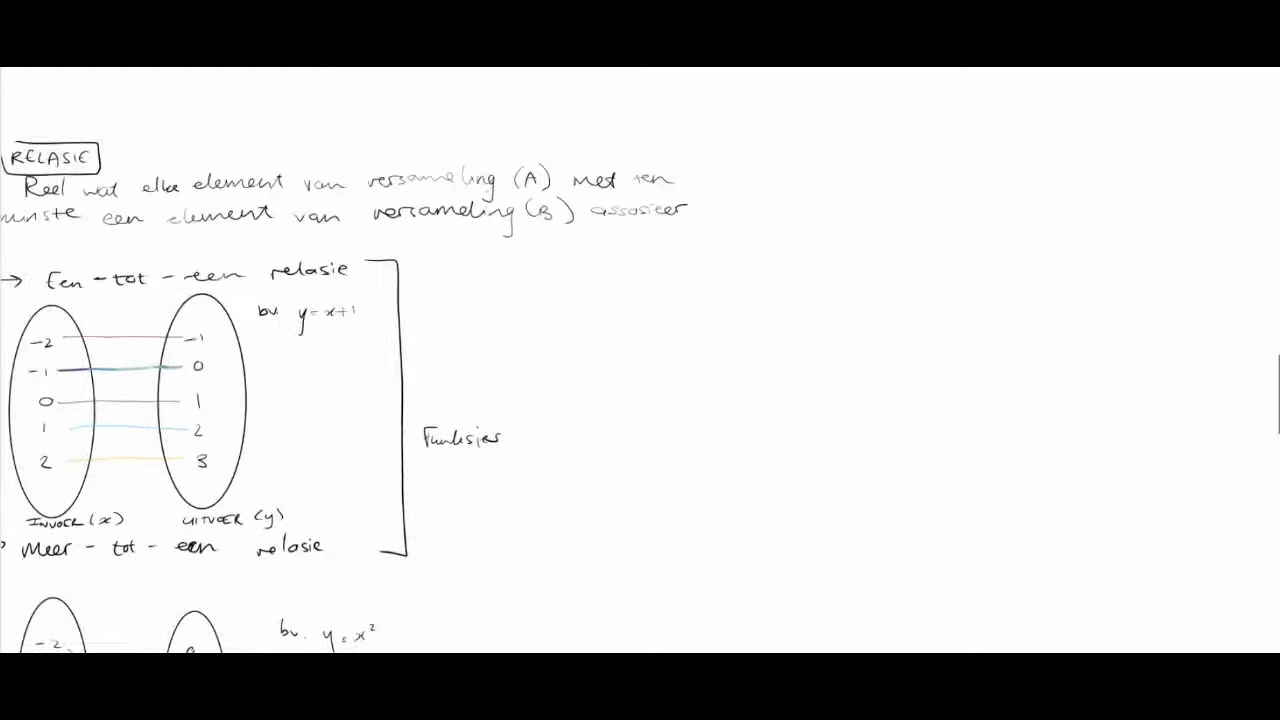 RELASIE
Reël wat elke element van versameling (A) met ten
minste een element van versameling (B) assosieer
→ Een - tot - een relasie
bv. y = x+1
-2 -1
-1 0
0 1
1 2
2 3
Funksies
INVOER (x) UITVOER (y)
Meer - tot - een relasie
bv. y = x²
-2